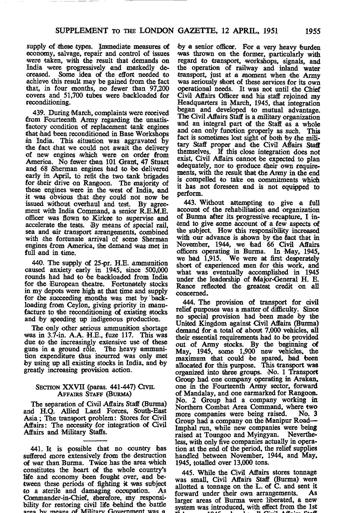 SUPPLEMENT TO THE LONDON GAZETTE, 12 APRIL, 1951 1955
supply of these types. Immediate measures of
economy, salvage, repair and control of issues
were taken, with the result that demands on
India were progressively and markedly de-
creased. Some idea of the effort needed to
achieve this result may be gained from the fact
that, in four months, no fewer than 97,200
covers and 51,700 tubes were backloaded for
reconditioning.
439. During March, complaints were received
from Fourteenth Army regarding the unsatis-
factory condition of replacement tank engines
that had been reconditioned in Base Workshops
in India. This situation was aggravated by
the fact that we could not await the delivery
of new engines which were on order from
America. No fewer than 101 Grant, 47 Stuart
and 68 Sherman engines had to be delivered
early in April, to refit the two tank brigades
for their drive on Rangoon. The majority of
these engines were in the west of India, and
it was obvious that they could not now be
issued without overhaul and test. By agree-
ment with India Command, a senior R.E.M.E.
officer was flown to Kirkee to supervise and
accelerate the tests. By means of special rail,
sea and air transport arrangements, combined
with the fortunate arrival of some Sherman
engines from America, the demand was met in
full and in time.
440. The supply of 25-pr. H.E. ammunition
caused anxiety early in 1945, since 500,000
rounds had had to be backloaded from India
for the European theatre. Fortunately stocks
in my depots were high at that time and supply
for the succeeding months was met by back-
loading from Ceylon, giving priority in manu-
facture to the reconditioning of existing stocks
and by speeding up indigenous production.
The only other serious ammunition shortage
was in 3.7-in. A.A. H.E., fuze 117. This was
due to the increasingly extensive use of these
guns in a ground rôle. The heavy ammuni-
tion expenditure thus incurred was only met
by using up all existing stocks in India, and by
greatly increasing provision action.
SECTION XXVII (paras. 441-447) CIVIL
AFFAIRS STAFF (BURMA)
The separation of Civil Affairs Staff (Burma)
and H.Q. Allied Land Forces, South-East
Asia; The transport problem: Stores for Civil
Affairs: The necessity for integration of Civil
Affairs and Military Staffs.
441. It is possible that no country has
suffered more extensively from the destruction
of war than Burma. Twice has the area which
constitutes the heart of the whole country's
life and economy been fought over, and be-
tween these periods of fighting it was subject
to a sterile and damaging occupation. As
Commander-in-Chief, therefore, my responsi-
bility for restoring civil life behind the battle
area by means of Military Government was a
by a senior officer. For a very heavy burden
was thrown on the former, particularly with
regard to transport, workshops, signals, and
the operation of railway and inland water
transport, just at a moment when the Army
was seriously short of these services for its own
operational needs. It was not until the Chief
Civil Affairs Officer and his staff rejoined my
Headquarters in March, 1945, that integration
began and developed to mutual advantage.
The Civil Affairs Staff is a military organization
and an integral part of the Staff as a whole
and can only function properly as such. This
fact is sometimes lost sight of both by the mili-
tary Staff proper and the Civil Affairs Staff
themselves. If this close integration does not
exist, Civil Affairs cannot be expected to plan
adequately, nor to produce their own require-
ments, with the result that the Army in the end
is compelled to take on commitments which
it has not foreseen and is not equipped to
perform.
443. Without attempting to give a full
account of the rehabilitation and organization
of Burma after its progressive recapture, I in-
tend to give some account of a few aspects of
the subject. How this responsibility increased
with our advance is shown by the fact that in
November, 1944, we had 66 Civil Affairs
officers operating in Burma. In May, 1945,
we had 1,915. We were at first desperately
short of experienced men for this work, and
what was eventually accomplished in 1945
under the leadership of Major-General H. E.
Rance reflected the greatest credit on all
concerned.
444. The provision of transport for civil
relief purposes was a matter of difficulty. Since
no special provision had been made by the
United Kingdom against Civil Affairs (Burma)
demand for a total of about 7,000 vehicles, all
their essential requirements had to be provided
out of Army stocks. By the beginning of
May, 1945, some 1,900 new vehicles, the
maximum that could be spared, had been
allocated for this purpose. This transport was
organized into three groups. No. 1 Transport
Group had one company operating in Arakan,
one in the Fourteenth Army sector, forward
of Mandalay, and one earmarked for Rangoon.
No. 2 Group had a company working in
Northern Combat Area Command, where two
more companies were being raised. No. 3
Group had a company on the Manipur Road—
Imphal run, while new companies were being
raised at Toungoo and Myingyan. Neverthe-
less, with only five companies actually in opera-
tion at the end of the period, the relief supplies
handled between November, 1944, and May,
1945, totalled over 13,000 tons.
445. While the Civil Affairs stores tonnage
was small, Civil Affairs Staff (Burma) were
allotted a tonnage on the L. of C. and sent it
forward under their own arrangements. As
larger areas of Burma were liberated, a new
system was introduced, with effect from the 1st